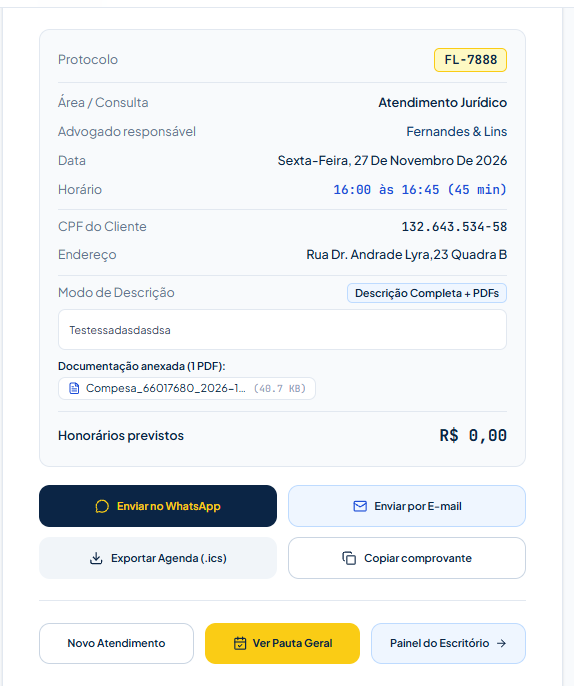 Protocolo FL-7888
Área / Consulta Atendimento Jurídico
Advogado responsável Fernandes & Lins
Data Sexta-Feira, 27 De Novembro De 2026
Horário 16:00 às 16:45 (45 min)
CPF do Cliente 132.643.534-58
Endereço Rua Dr. Andrade Lyra,23 Quadra B
Modo de Descrição Descrição Completa + PDFs
Testessadasdasdsa
Documentação anexada (1 PDF):
Compesa_66017680_2026-1... (40.7 KB)
Honorários previstos R$ 0,00
Enviar no WhatsApp Enviar por E-mail
Exportar Agenda (.ics) Copiar comprovante
Novo Atendimento Ver Pauta Geral Painel do Escritório →